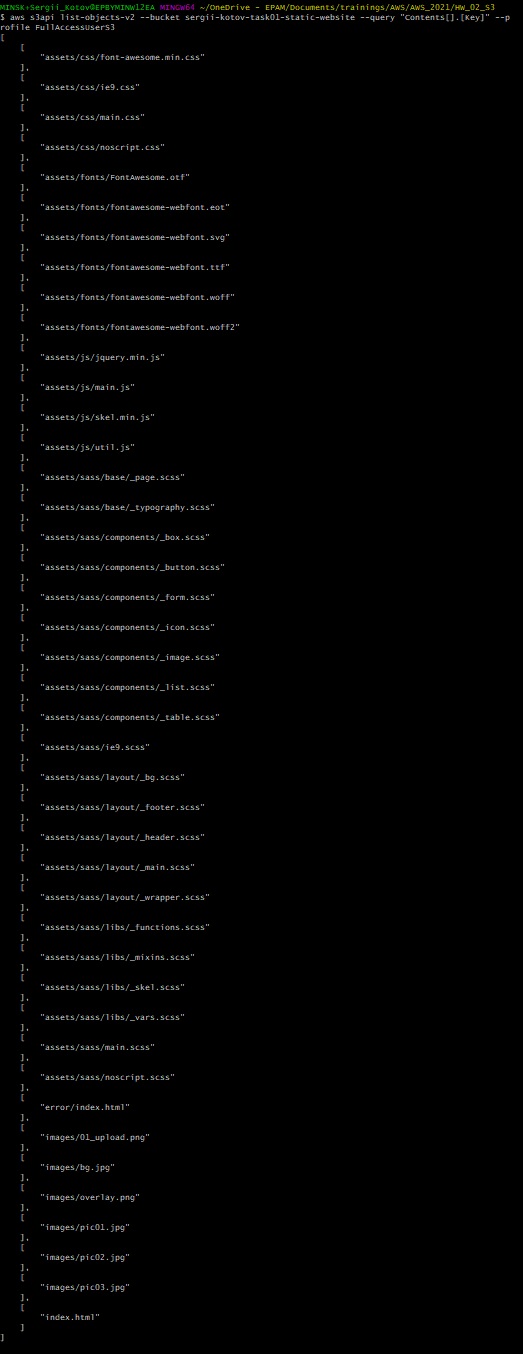 MINSK+Sergii_Kotov@EPBYMINW12EA MINGW64 ~/OneDrive - EPAM/Documents/trainings/AWS/AWS_2021/HW_02_S3
$ aws s3api list-objects-v2 --bucket sergii-kotov-task01-static-website --query "Contents[].[Key]" --p
rofile FullAccessUserS3
[
    [
        "assets/css/font-awesome.min.css"
    ],
    [
        "assets/css/ie9.css"
    ],
    [
        "assets/css/main.css"
    ],
    [
        "assets/css/noscript.css"
    ],
    [
        "assets/fonts/FontAwesome.otf"
    ],
    [
        "assets/fonts/fontawesome-webfont.eot"
    ],
    [
        "assets/fonts/fontawesome-webfont.svg"
    ],
    [
        "assets/fonts/fontawesome-webfont.ttf"
    ],
    [
        "assets/fonts/fontawesome-webfont.woff"
    ],
    [
        "assets/fonts/fontawesome-webfont.woff2"
    ],
    [
        "assets/js/jquery.min.js"
    ],
    [
        "assets/js/main.js"
    ],
    [
        "assets/js/skel.min.js"
    ],
    [
        "assets/js/util.js"
    ],
    [
        "assets/sass/base/_page.scss"
    ],
    [
        "assets/sass/base/_typography.scss"
    ],
    [
        "assets/sass/components/_box.scss"
    ],
    [
        "assets/sass/components/_button.scss"
    ],
    [
        "assets/sass/components/_form.scss"
    ],
    [
        "assets/sass/components/_icon.scss"
    ],
    [
        "assets/sass/components/_image.scss"
    ],
    [
        "assets/sass/components/_list.scss"
    ],
    [
        "assets/sass/components/_table.scss"
    ],
    [
        "assets/sass/ie9.scss"
    ],
    [
        "assets/sass/layout/_bg.scss"
    ],
    [
        "assets/sass/layout/_footer.scss"
    ],
    [
        "assets/sass/layout/_header.scss"
    ],
    [
        "assets/sass/layout/_main.scss"
    ],
    [
        "assets/sass/layout/_wrapper.scss"
    ],
    [
        "assets/sass/libs/_functions.scss"
    ],
    [
        "assets/sass/libs/_mixins.scss"
    ],
    [
        "assets/sass/libs/_skel.scss"
    ],
    [
        "assets/sass/libs/_vars.scss"
    ],
    [
        "assets/sass/main.scss"
    ],
    [
        "assets/sass/noscript.scss"
    ],
    [
        "error/index.html"
    ],
    [
        "images/01_upload.png"
    ],
    [
        "images/bg.jpg"
    ],
    [
        "images/overlay.png"
    ],
    [
        "images/pic01.jpg"
    ],
    [
        "images/pic02.jpg"
    ],
    [
        "images/pic03.jpg"
    ],
    [
        "index.html"
    ]
]